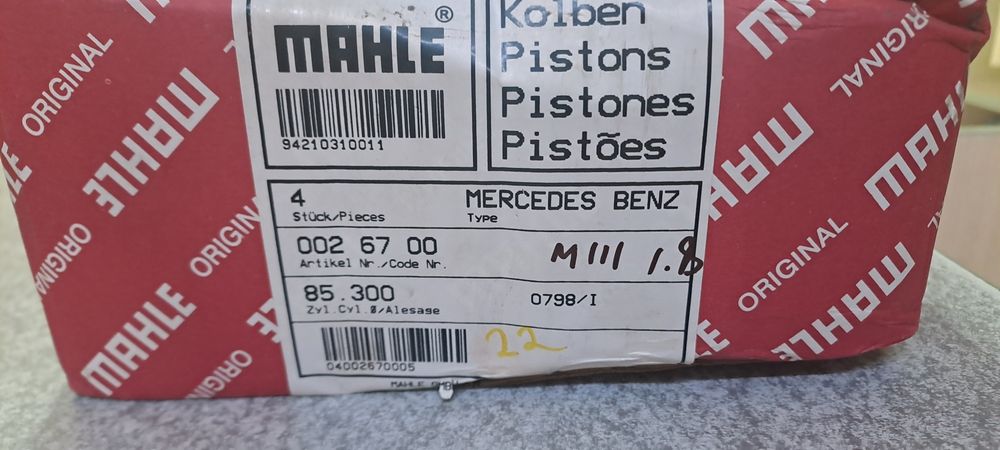 MAHLE®
94210310011
Kolben
Pistons
Pistones
Pistões
4
Stück/Pieces
MERCEDES BENZ
Type
002 67 00
Artikel Nr./Code Nr.
M111 1.8
85.300
Zyl.Cyl.Ø/Alesage
0798/I
22
04002670005
MAHLE GMBH
ORIGINAL
MAHLE
ORIGINAL
MAHLE
ORIGINAL
MAHLE
ORIGINAL
MAHLE
ORIGINAL
MAHLE